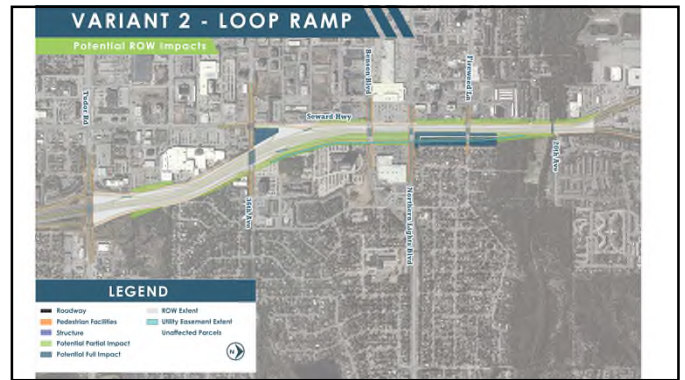 VARIANT 2 - LOOP RAMP
Potential ROW Impacts
Tudor Rd
36th Ave
Seward Hwy
Benson Blvd
Northern Lights Blvd
Fireweed Ln
20th Ave
LEGEND
Roadway
Pedestrian Facilities
Structure
Potential Partial Impact
Potential Full Impact
ROW Extent
Utility Easement Extent
Unaffected Parcels
N